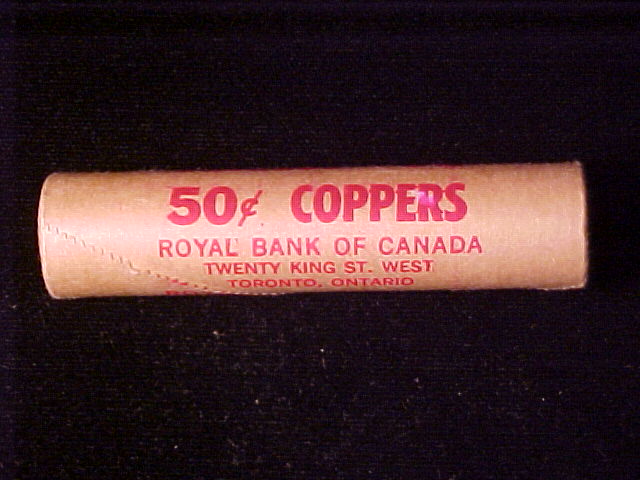 50¢ COPPERS
ROYAL BANK OF CANADA
TWENTY KING ST. WEST
TORONTO, ONTARIO